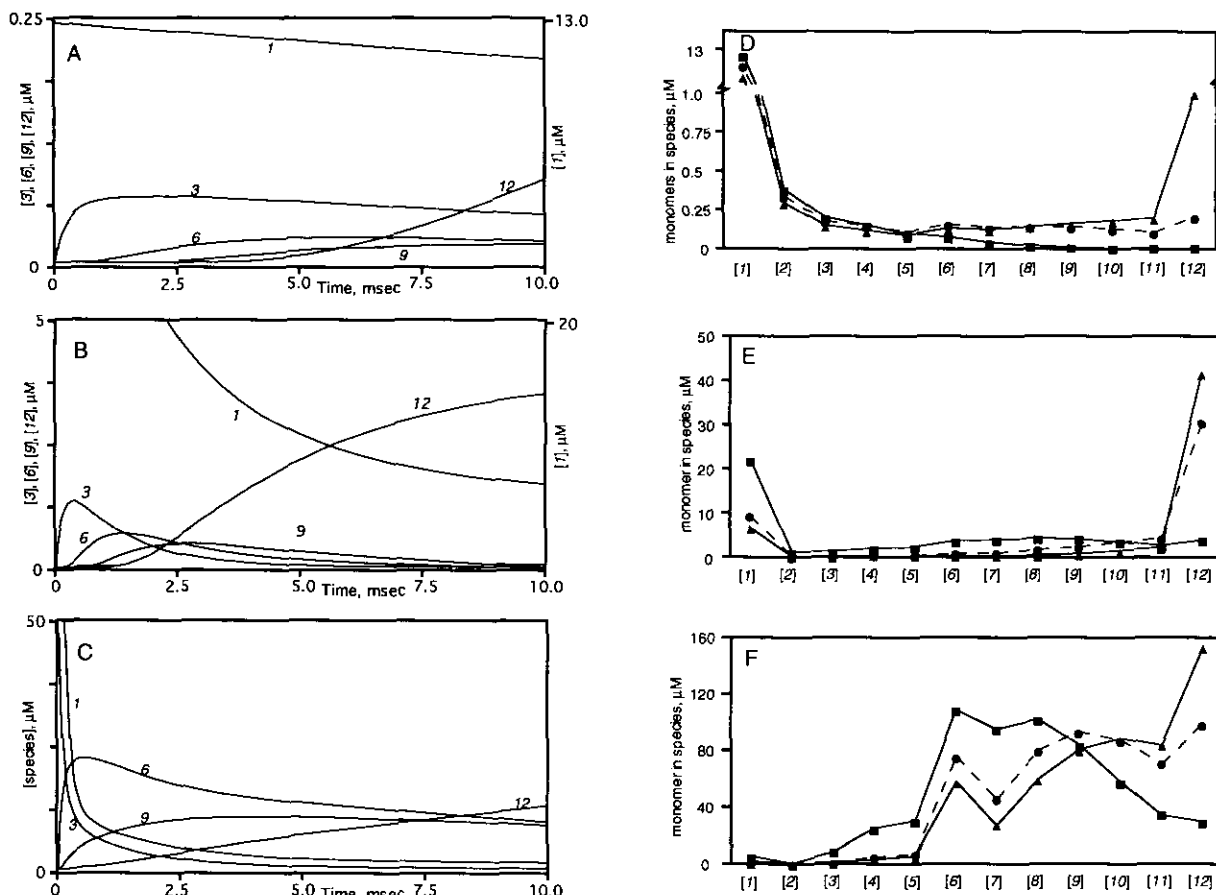 A
0.25
0
[3], [6], [9], [12], µM
13.0
[1], µM
1
3
6
9
12
0
2.5
5.0
7.5
10.0
Time, msec
B
5
0
[3], [6], [9], [12], µM
20
[1], µM
1
3
6
9
12
0
2.5
5.0
7.5
10.0
Time, msec
C
50
0
[species], µM
1
3
6
9
12
0
2.5
5.0
7.5
10.0
Time, msec
D
13
1.0
0.75
0.5
0.25
0
monomers in species, µM
[1] [2] [3] [4] [5] [6] [7] [8] [9] [10] [11] [12]
E
50
40
30
20
10
0
monomer in species, µM
[1] [2] [3] [4] [5] [6] [7] [8] [9] [10] [11] [12]
F
160
120
80
40
0
monomer in species, µM
[1] [2] [3] [4] [5] [6] [7] [8] [9] [10] [11] [12]